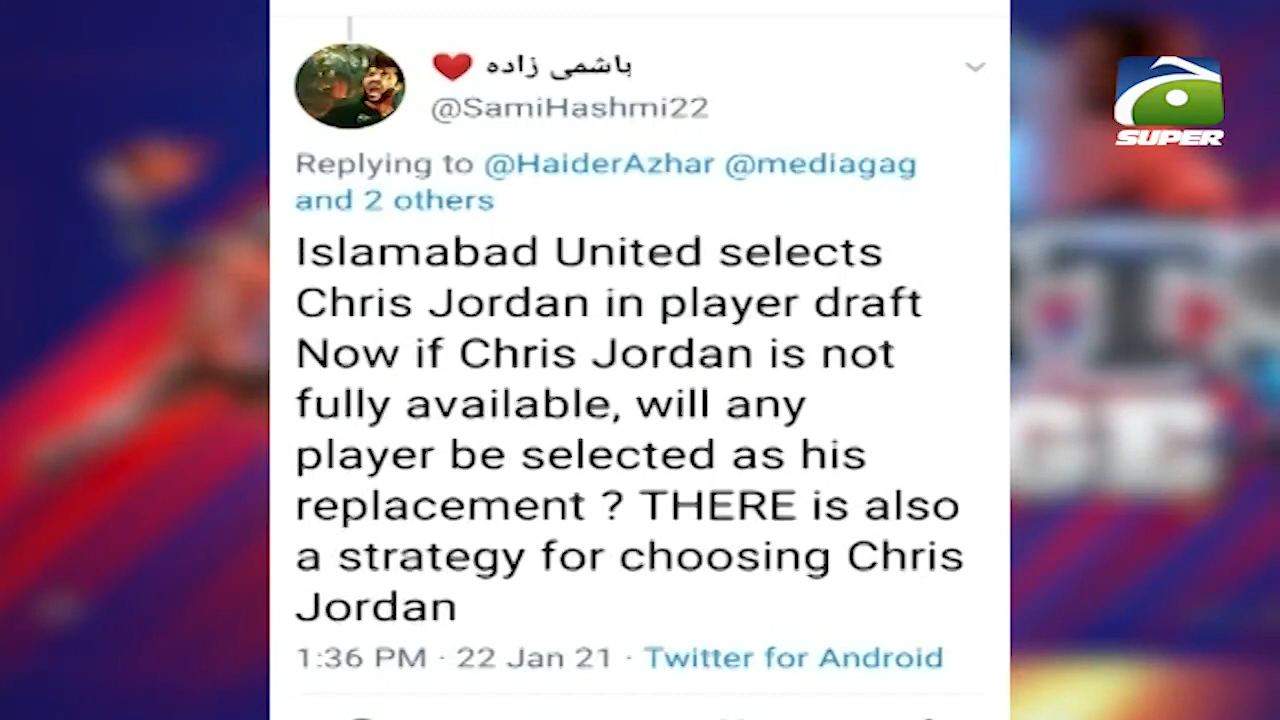 باشمی زادہ ❤
@SamiHashmi22
SUPER
Replying to @HaiderAzhar @mediagag
and 2 others
Islamabad United selects
Chris Jordan in player draft
Now if Chris Jordan is not
fully available, will any
player be selected as his
replacement ? THERE is also
a strategy for choosing Chris
Jordan
1:36 PM · 22 Jan 21 · Twitter for Android